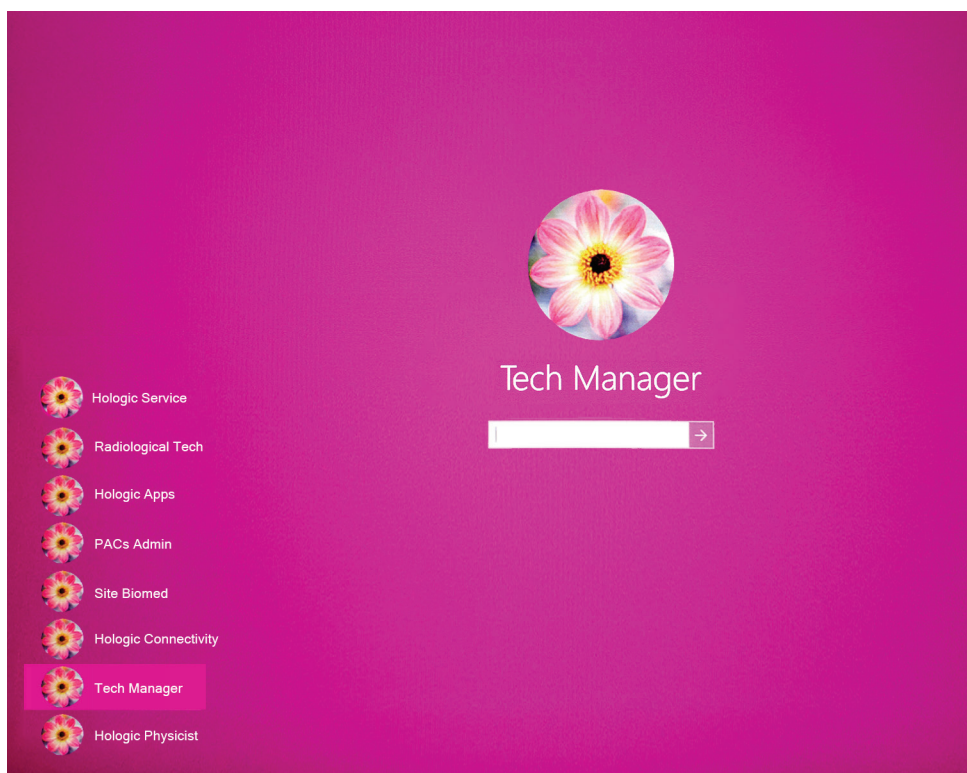 Tech Manager
Hologic Service
Radiological Tech
Hologic Apps
PACs Admin
Site Biomed
Hologic Connectivity
Tech Manager
Hologic Physicist